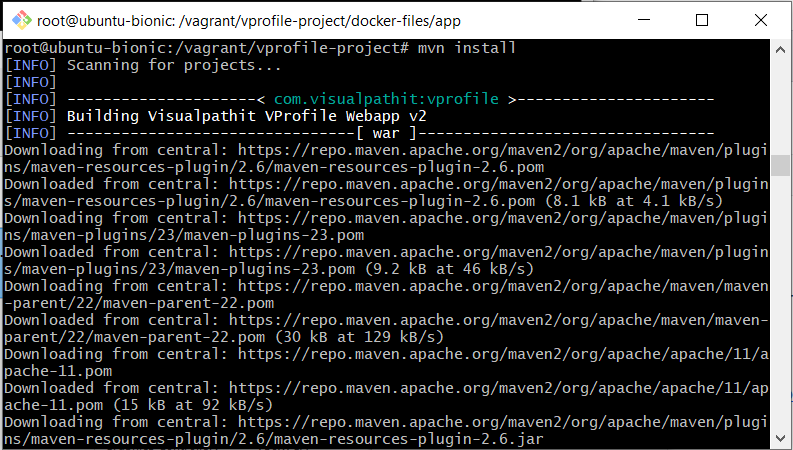 root@ubuntu-bionic: /vagrant/vprofile-project/docker-files/app
root@ubuntu-bionic:/vagrant/vprofile-project# mvn install
[INFO] Scanning for projects...
[INFO]
[INFO] ----------------------< com.visualpathit:vprofile >-----------------------
[INFO] Building Visualpathit VProfile Webapp v2
[INFO] --------------------------------[ war ]---------------------------------
Downloading from central: https://repo.maven.apache.org/maven2/org/apache/maven/plugi
ns/maven-resources-plugin/2.6/maven-resources-plugin-2.6.pom
Downloaded from central: https://repo.maven.apache.org/maven2/org/apache/maven/plugin
s/maven-resources-plugin/2.6/maven-resources-plugin-2.6.pom (8.1 kB at 4.1 kB/s)
Downloading from central: https://repo.maven.apache.org/maven2/org/apache/maven/plugi
ns/maven-plugins/23/maven-plugins-23.pom
Downloaded from central: https://repo.maven.apache.org/maven2/org/apache/maven/plugin
s/maven-plugins/23/maven-plugins-23.pom (9.2 kB at 46 kB/s)
Downloading from central: https://repo.maven.apache.org/maven2/org/apache/maven/maven
-parent/22/maven-parent-22.pom
Downloaded from central: https://repo.maven.apache.org/maven2/org/apache/maven/maven-
parent/22/maven-parent-22.pom (30 kB at 129 kB/s)
Downloading from central: https://repo.maven.apache.org/maven2/org/apache/apache/11/a
pache-11.pom
Downloaded from central: https://repo.maven.apache.org/maven2/org/apache/apache/11/ap
ache-11.pom (15 kB at 92 kB/s)
Downloading from central: https://repo.maven.apache.org/maven2/org/apache/maven/plugi
ns/maven-resources-plugin/2.6/maven-resources-plugin-2.6.jar